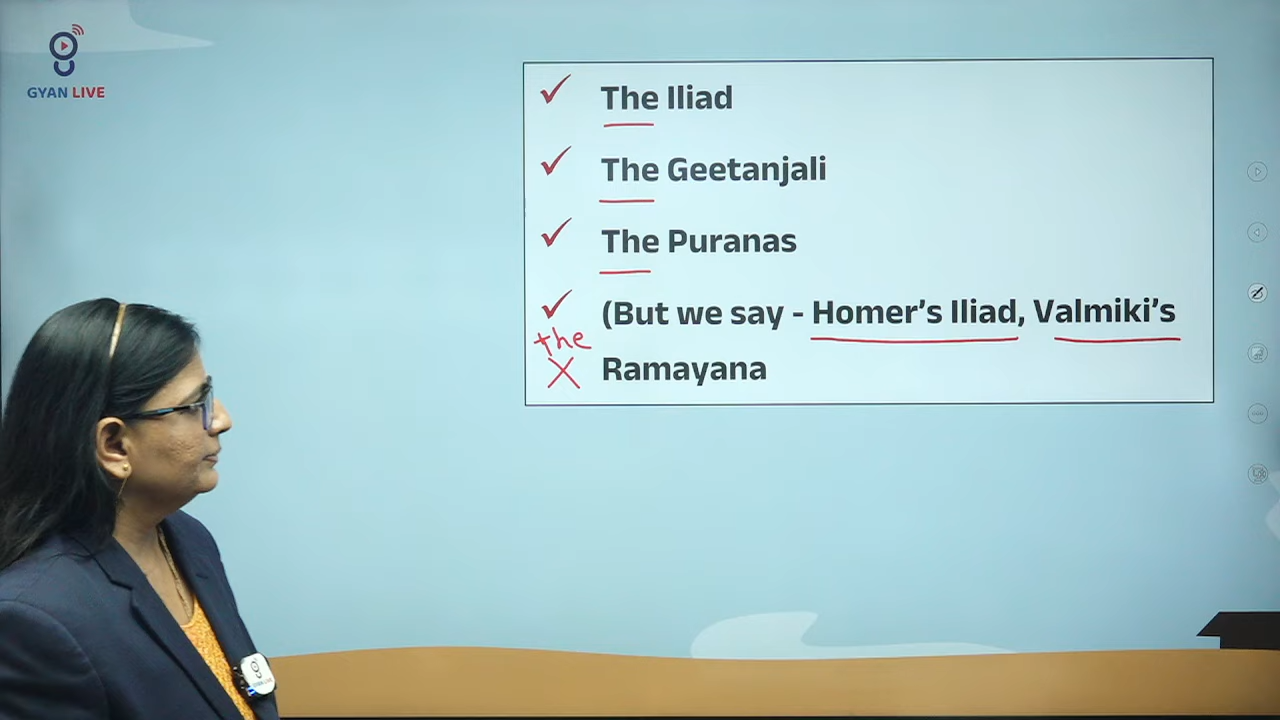 GYAN LIVE
✓ The Iliad
✓ The Geetanjali
✓ The Puranas
✓ (But we say - Homer's Iliad, Valmiki's
the
X Ramayana